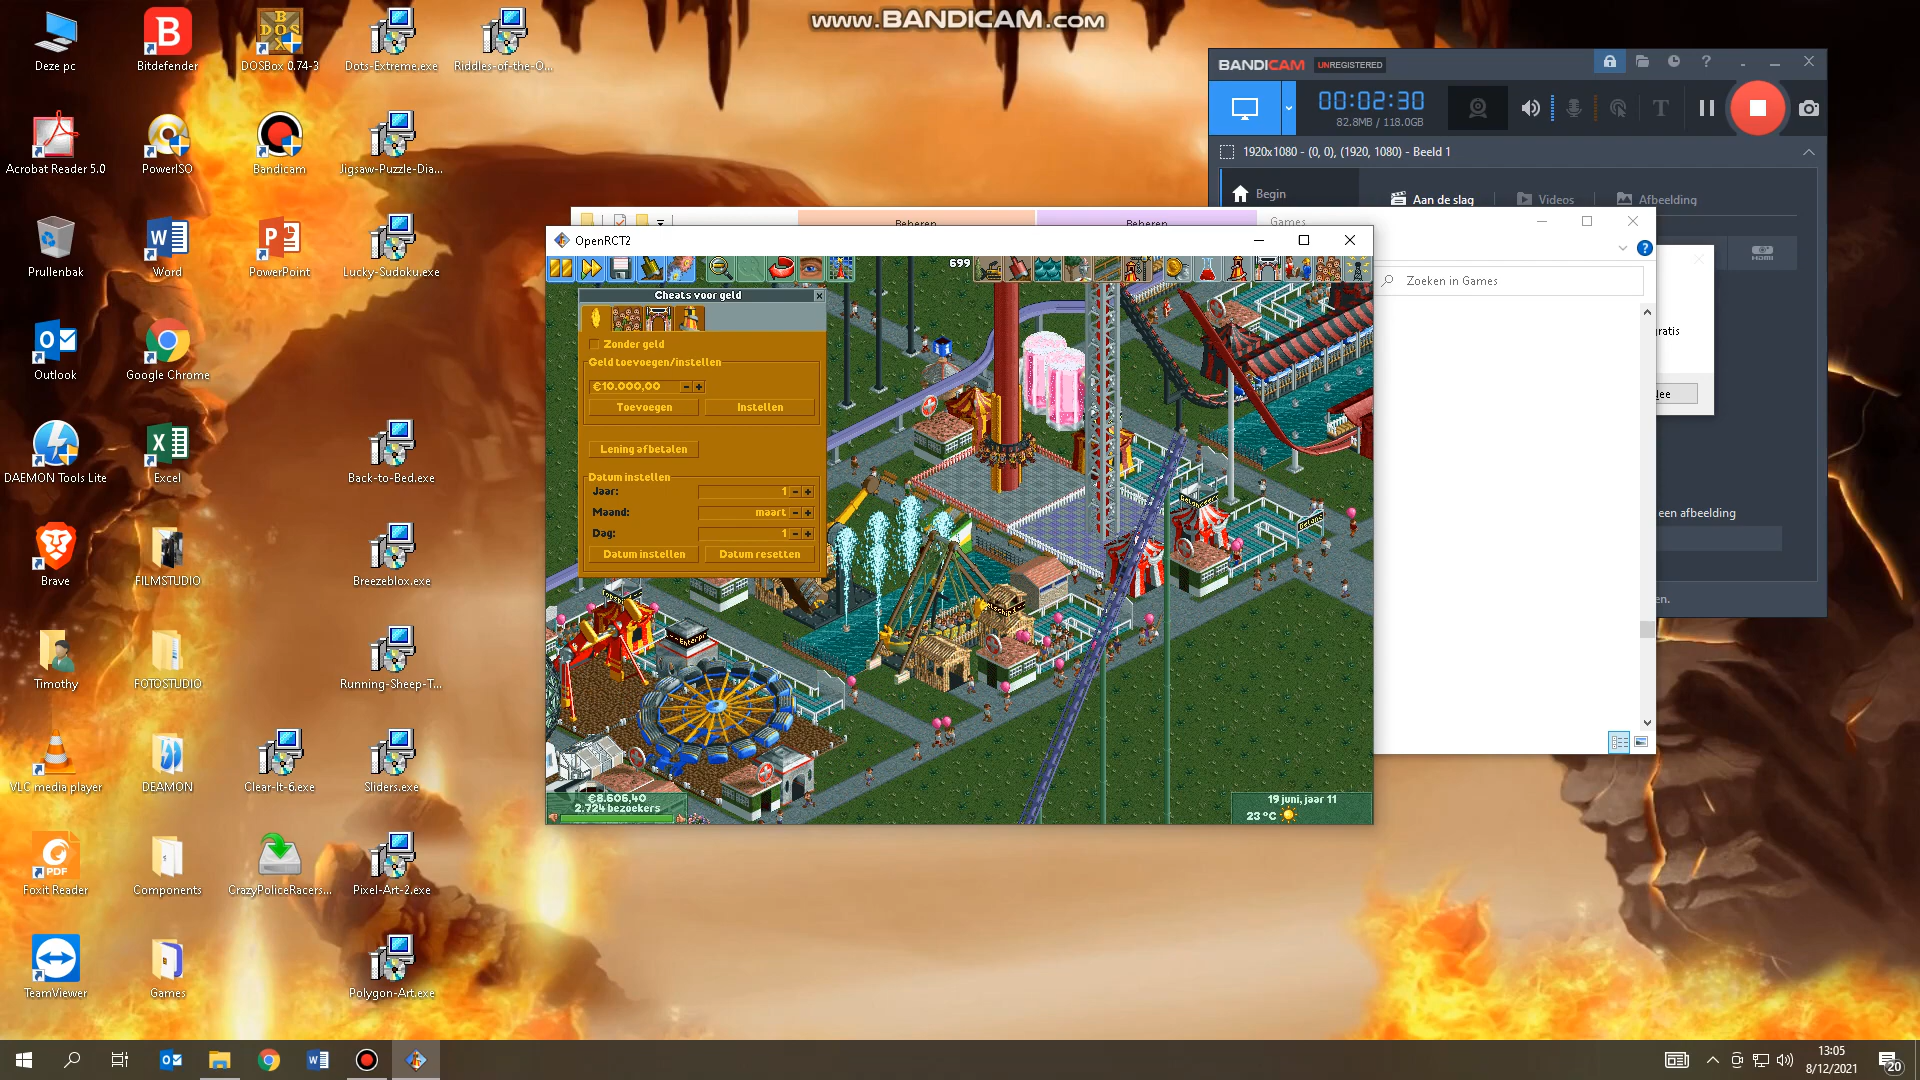 www.BANDICAM.com
Deze pc
Bitdefender
DOSBox 0.74-3
Dots-Extreme.exe
Riddles-of-the-O...
Acrobat Reader 5.0
PowerISO
Bandicam
Jigsaw-Puzzle-Dia...
Prullenbak
Word
PowerPoint
Lucky-Sudoku.exe
Outlook
Google Chrome
DAEMON Tools Lite
Excel
Back-to-Bed.exe
Brave
FILMSTUDIO
Breezeblox.exe
Timothy
FOTOSTUDIO
Running-Sheep-T...
VLC media player
DEAMON
Clear-It-6.exe
Sliders.exe
Foxit Reader
Components
CrazyPoliceRacers...
Pixel-Art-2.exe
TeamViewer
Games
Polygon-Art.exe
BANDICAM UNREGISTERED
00:02:30
82.8MB / 118.0GB
1920x1080 - (0, 0), (1920, 1080) - Beeld 1
Begin
Aan de slag
Videos
Afbeelding
HDMI
Beheren
Beheren
Games
Zoeken in Games
gratis
een afbeelding
en.
OpenRCT2
699
Cheats voor geld
Zonder geld
Geld toevoegen/instellen
€10.000,00
Toevoegen
Instellen
Lening afbetalen
Datum instellen
Jaar: 1
Maand: maart
Dag: 1
Datum instellen
Datum resetten
€8.606,40
2.724 bezoekers
19 juni, jaar 11
23 °C
13:05
8/12/2021
20